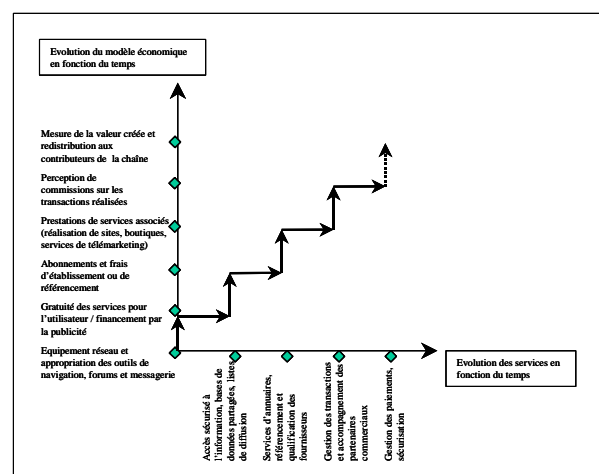 Evolution du modèle économique
en fonction du temps
Mesure de la valeur créée et
redistribution aux
contributeurs de la chaîne
Perception de
commissions sur les
transactions réalisées
Prestations de services associés
(réalisation de sites, boutiques,
services de télémarketing)
Abonnements et frais
d'établissement ou de
référencement
Gratuité des services pour
l'utilisateur / financement par
la publicité
Equipement réseau et
appropriation des outils de
navigation, forums et messagerie
Evolution des services en
fonction du temps
Accès sécurisé à
l'information, bases de
données partagées, listes
de diffusion
Services d'annuaires,
référencement et
qualification des
fournisseurs
Gestion des transactions
et accompagnement des
partenaires
commerciaux
Gestion des paiements,
sécurisation